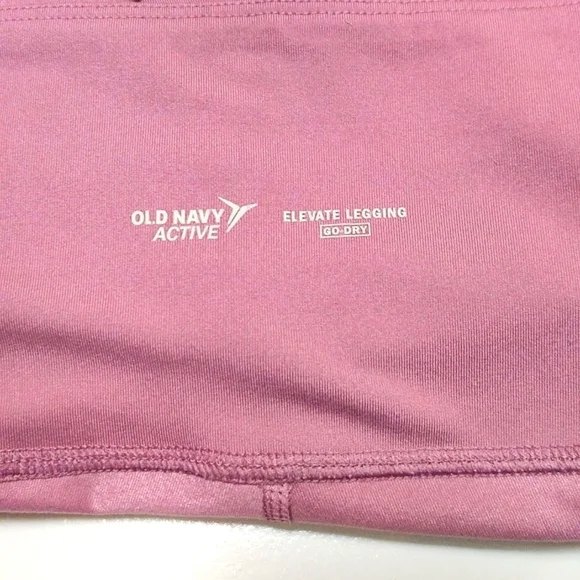 OLD NAVY
ACTIVE
ELEVATE LEGGING
GO-DRY